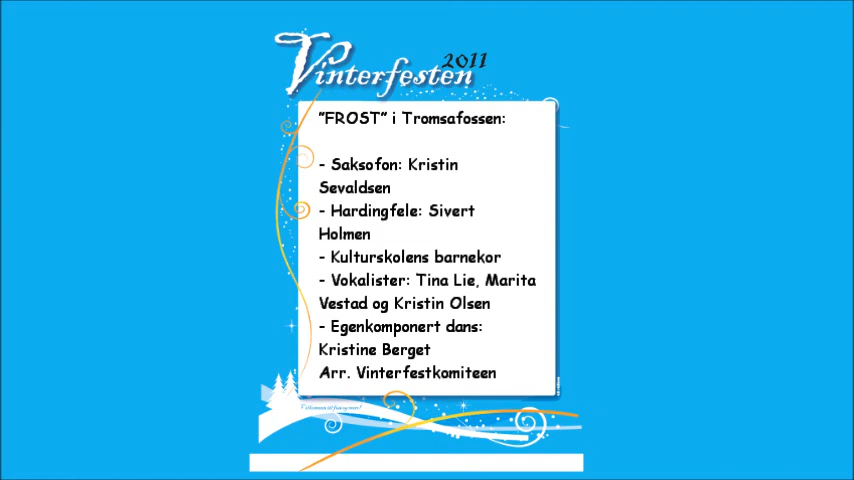 Vinterfesten 2011
"FROST" i Tromsafossen:
- Saksofon: Kristin
Sevaldsen
- Hardingfele: Sivert
Holmen
- Kulturskolens barnekor
- Vokalister: Tina Lie, Marita
Vestad og Kristin Olsen
- Egenkomponert dans:
Kristine Berget
Arr. Vinterfestkomiteen